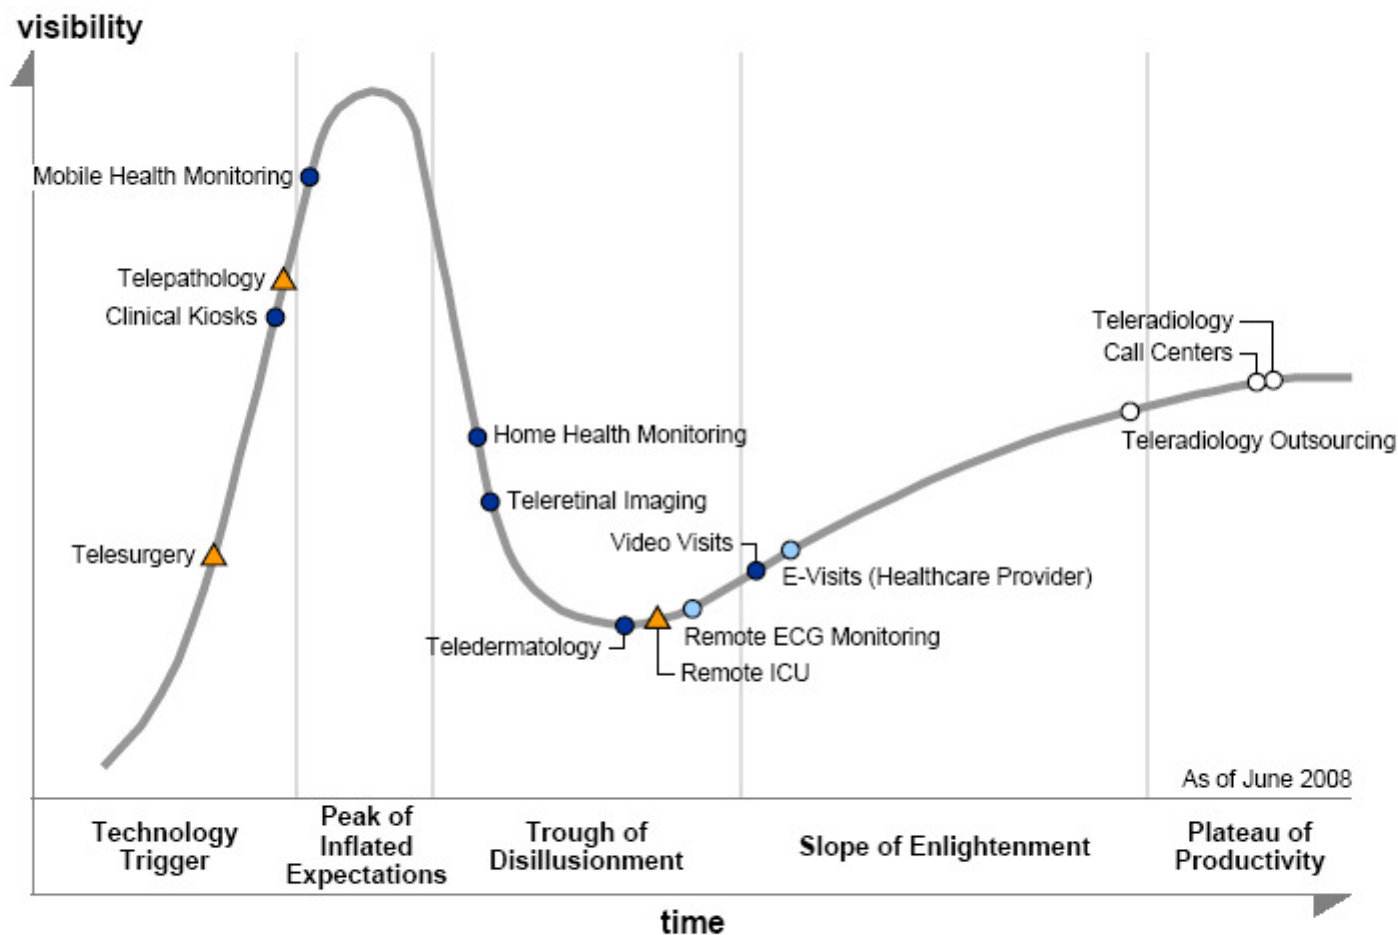 visibility
Mobile Health Monitoring
Telepathology
Clinical Kiosks
Teleradiology
Call Centers
Home Health Monitoring
Teleradiology Outsourcing
Teleretinal Imaging
Video Visits
Telesurgery
E-Visits (Healthcare Provider)
Remote ECG Monitoring
Teledermatology
Remote ICU
As of June 2008
Technology
Trigger
Peak of
Inflated
Expectations
Trough of
Disillusionment
Slope of Enlightenment
Plateau of
Productivity
time